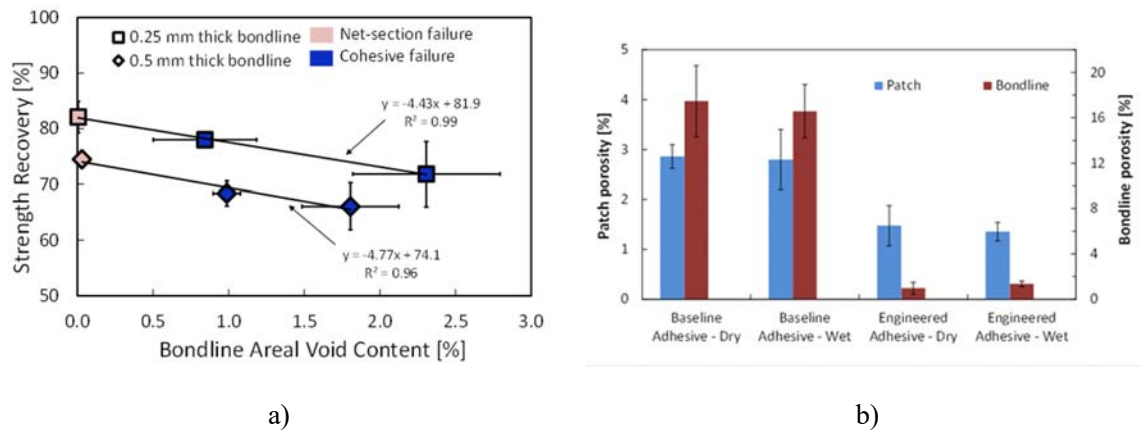 100
90
80
70
60
50
Strength Recovery [%]
0.25 mm thick bondline
0.5 mm thick bondline
Net-section failure
Cohesive failure
y = -4.43x + 81.9
R² = 0.99
y = -4.77x + 74.1
R² = 0.96
0.0 0.5 1.0 1.5 2.0 2.5 3.0
Bondline Areal Void Content [%]
a)
5
4
3
2
1
0
Patch porosity [%]
Patch
Bondline
20
16
12
8
4
0
Bondline porosity [%]
Baseline
Adhesive - Dry
Baseline
Adhesive - Wet
Engineered
Adhesive - Dry
Engineered
Adhesive - Wet
b)